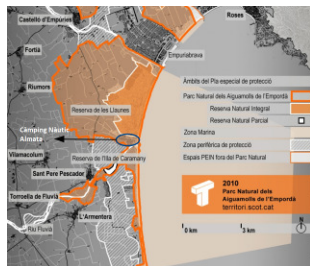 Castelló d'Empúries
Roses
Fortià
Empuriabrava
Riumors
Reserva de les Llaunes
Càmping Nàutic
Almata
Vilamacolum
Reserva de l'Illa de Caramany
Sant Pere Pescador
Torroella de Fluvià
L'Armentera
Riu Fluvià
Àmbits del Pla especial de protecció
Parc Natural dels Aiguamolls de l'Empordà
Reserva Natural Integral
Reserva Natural Parcial
Zona Marina
Zona perifèrica de protecció
Espais PEIN fora del Parc Natural
2010
Parc Natural dels
Aiguamolls de l'Empordà
territori.scot.cat
N
0 km
3 km